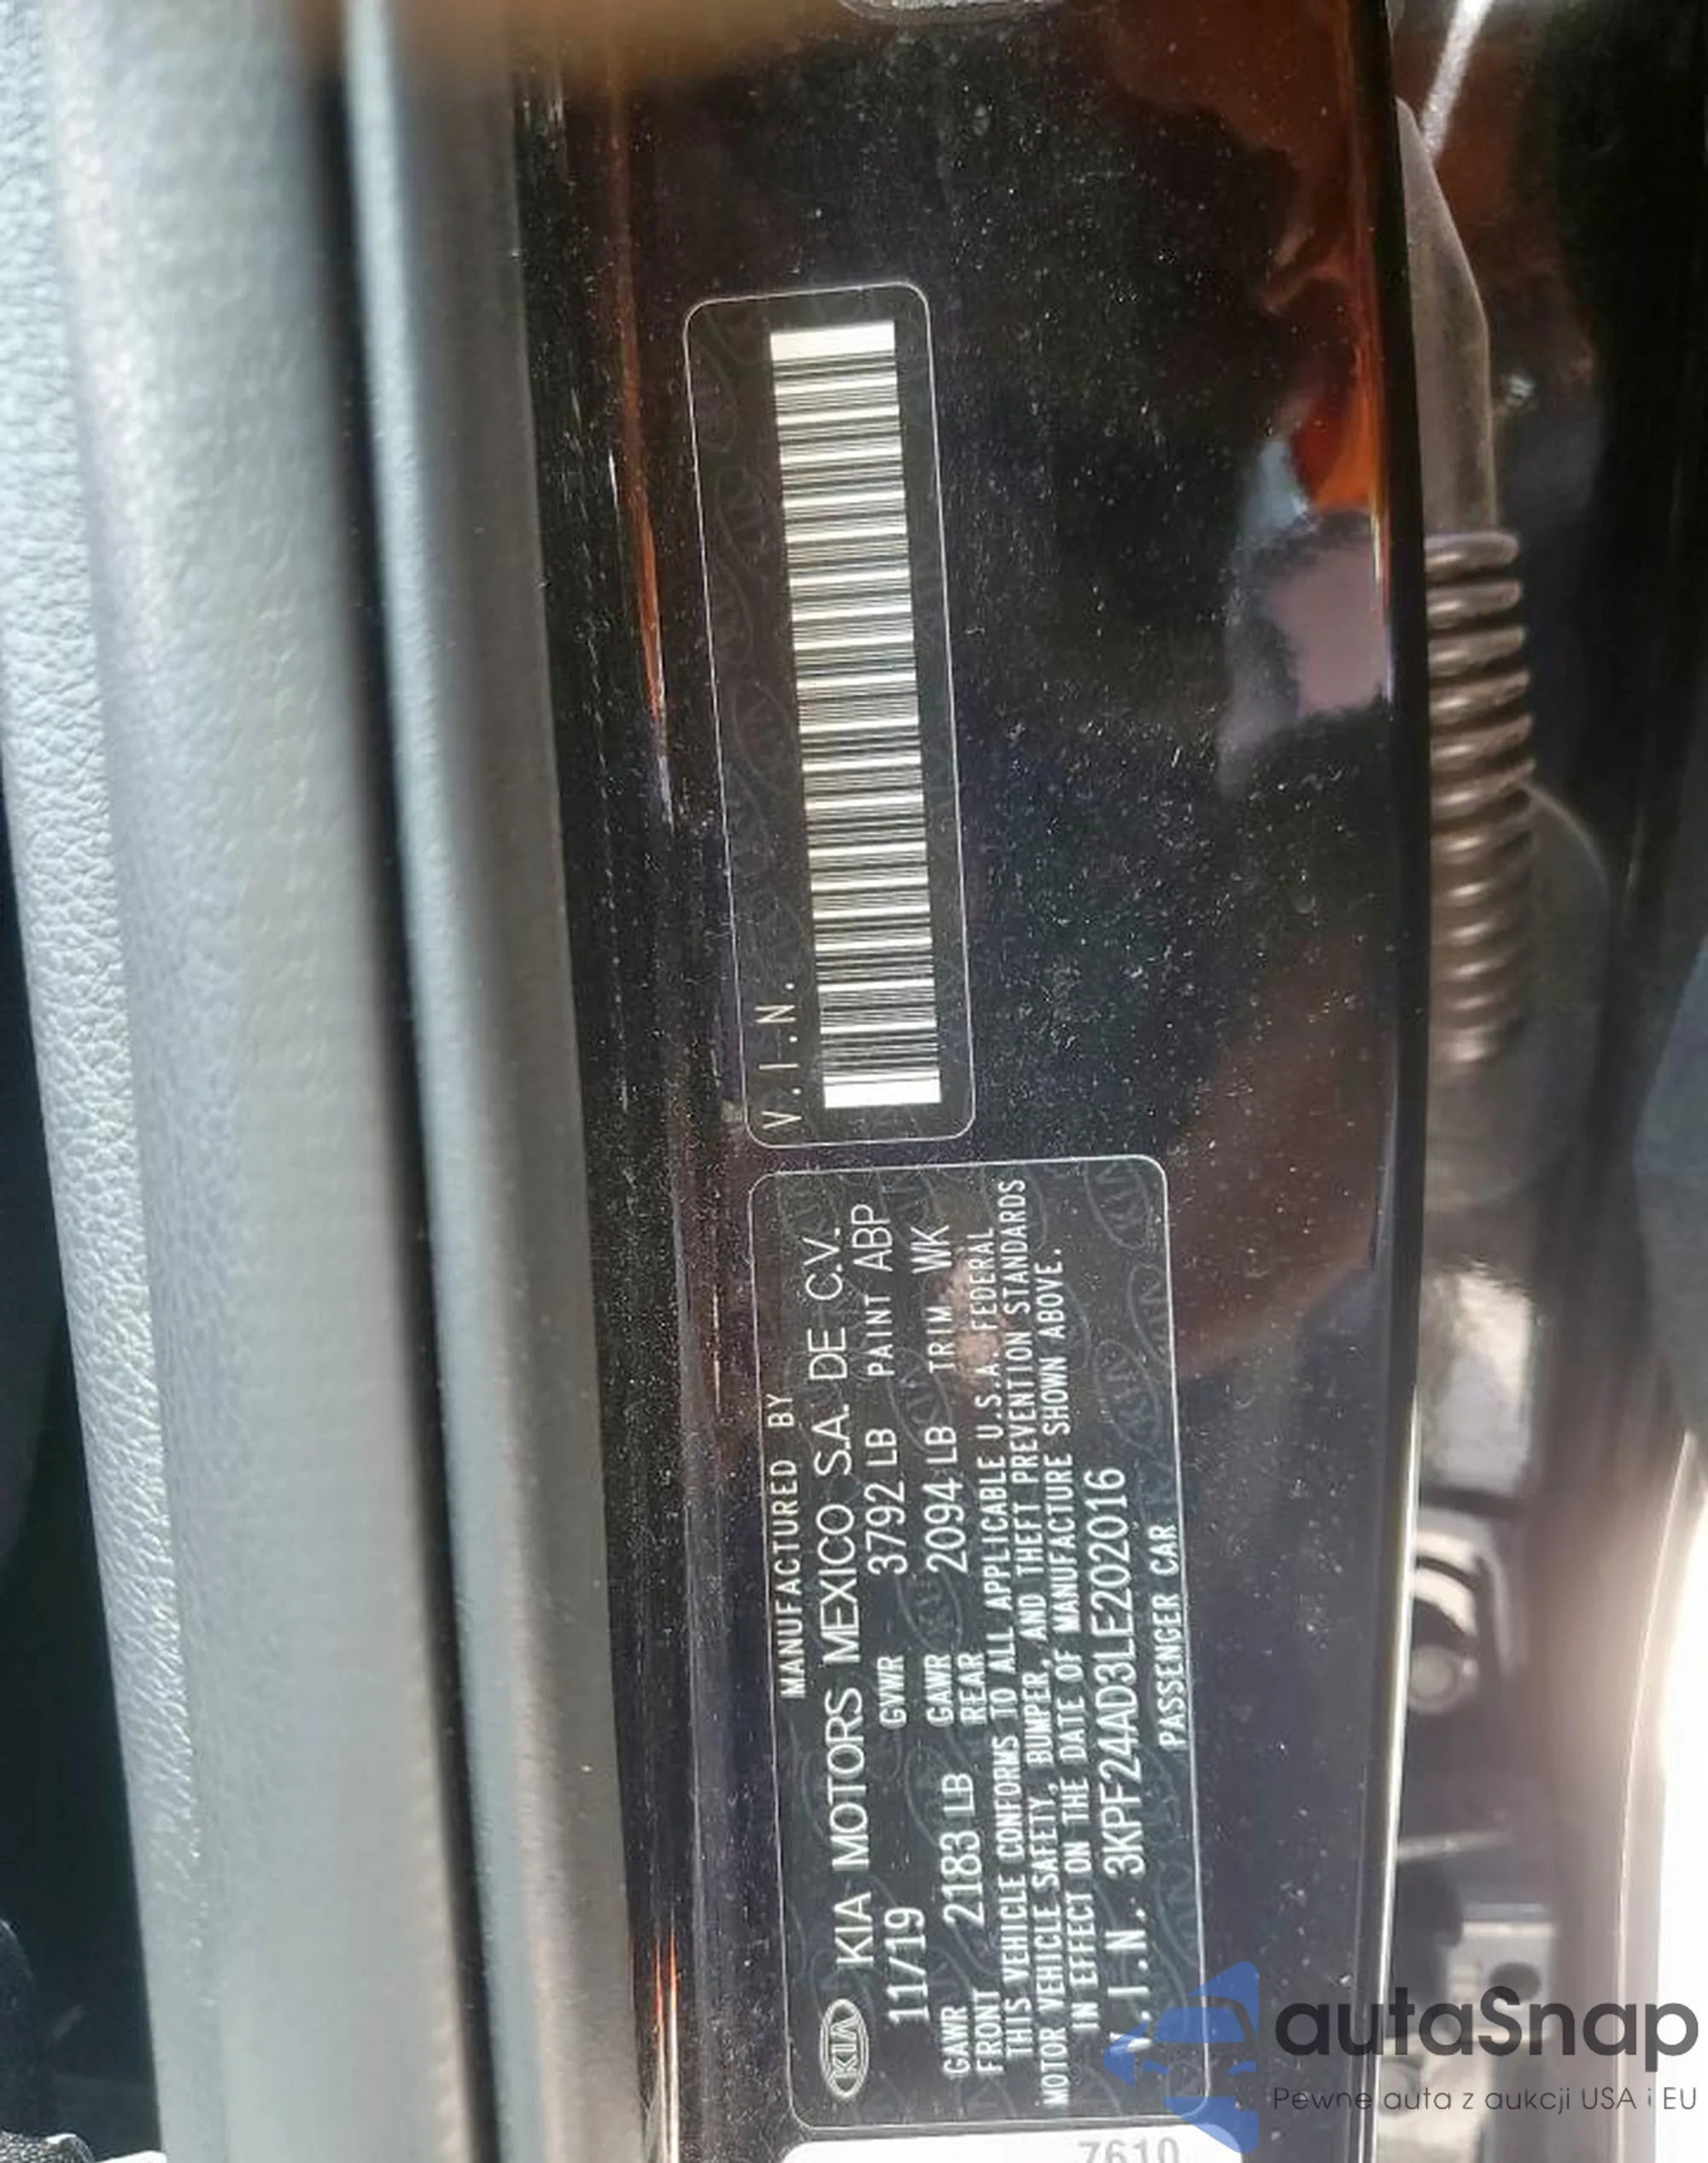 MANUFACTURED BY
KIA KIA MOTORS MEXICO S.A. DE C.V.
11/19 GVWR 3792 LB PAINT ABP
GAWR FRONT 2183 LB GAWR REAR 2094 LB TRIM WK
THIS VEHICLE CONFORMS TO ALL APPLICABLE U.S.A. FEDERAL
MOTOR VEHICLE SAFETY, BUMPER, AND THEFT PREVENTION STANDARDS
IN EFFECT ON THE DATE OF MANUFACTURE SHOWN ABOVE.
V.I.N. 3KPF24AD3LE202016
PASSENGER CAR
V.I.N.
7610
autaSnap
Pewne auta z aukcji USA i EU